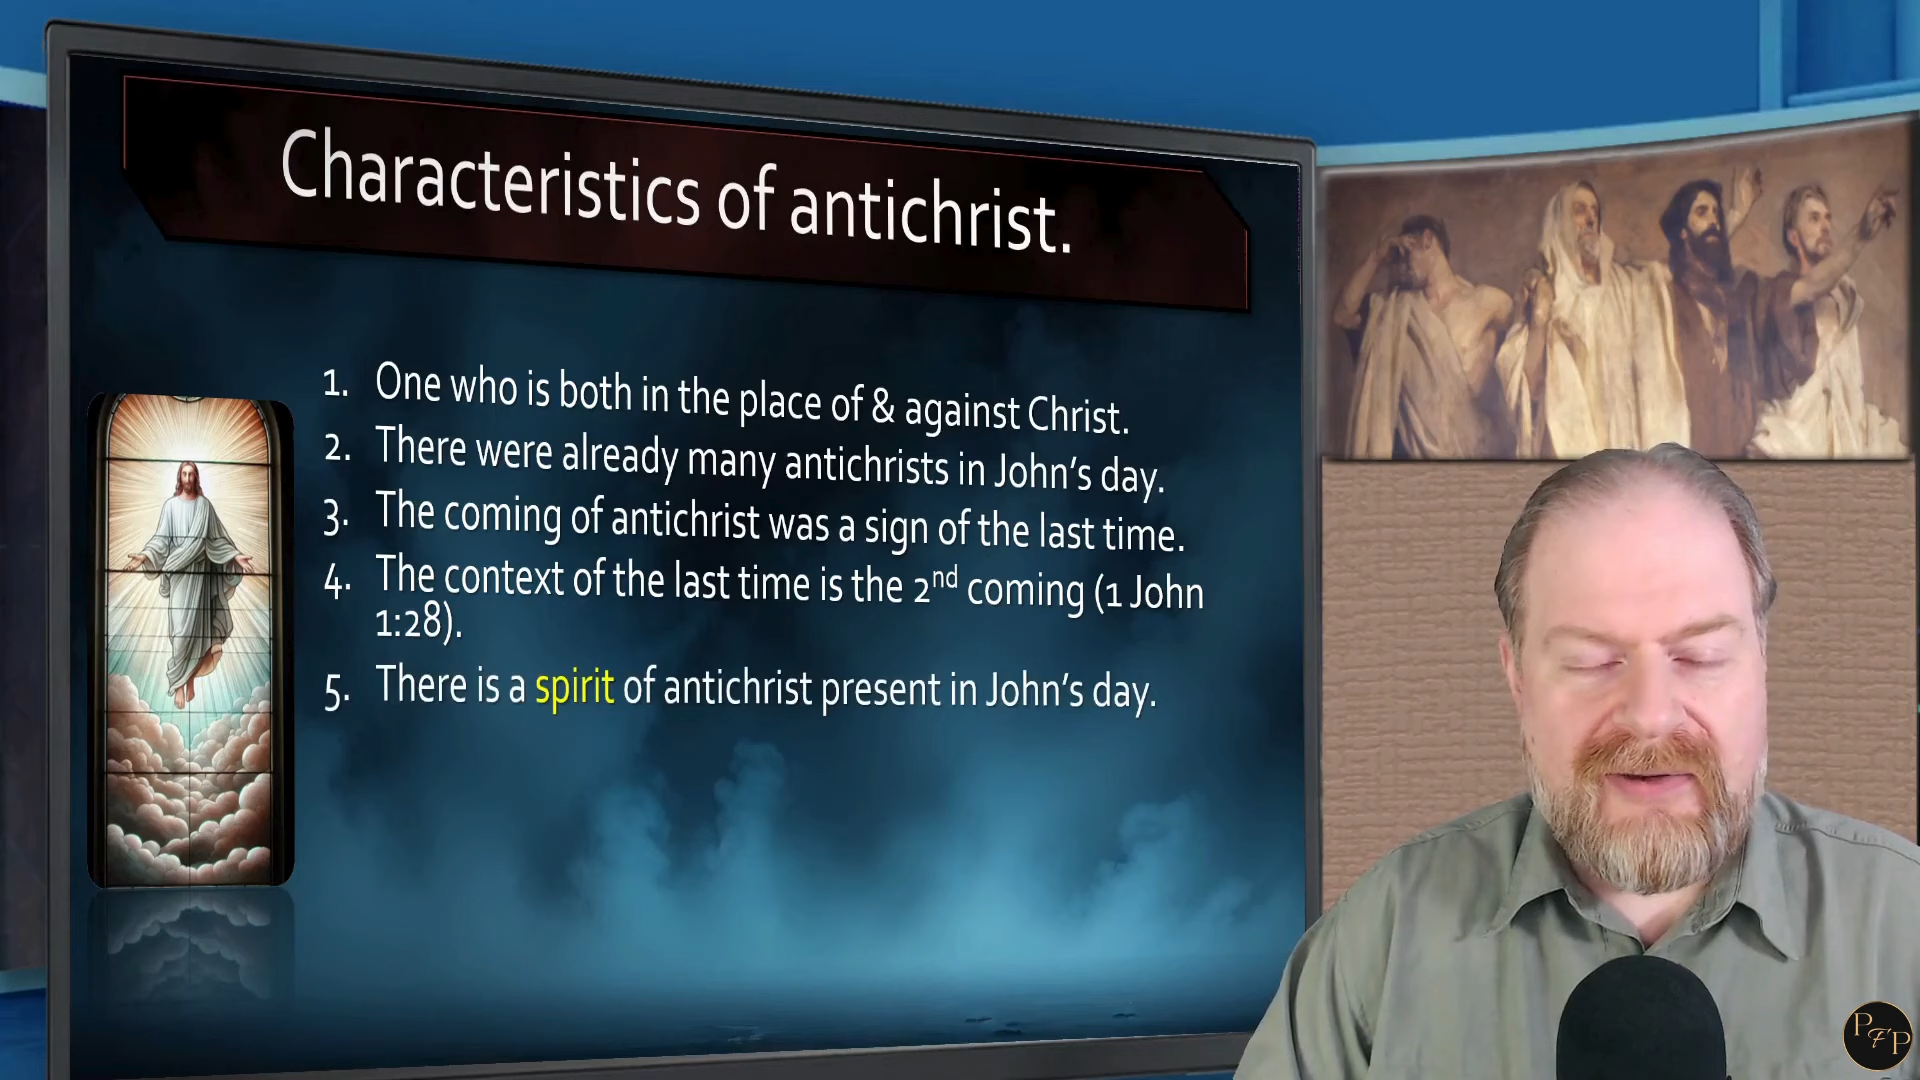 Characteristics of antichrist.
1. One who is both in the place of & against Christ.
2. There were already many antichrists in John's day.
3. The coming of antichrist was a sign of the last time.
4. The context of the last time is the 2nd coming (1 John
1:28).
5. There is a spirit of antichrist present in John's day.
PFP